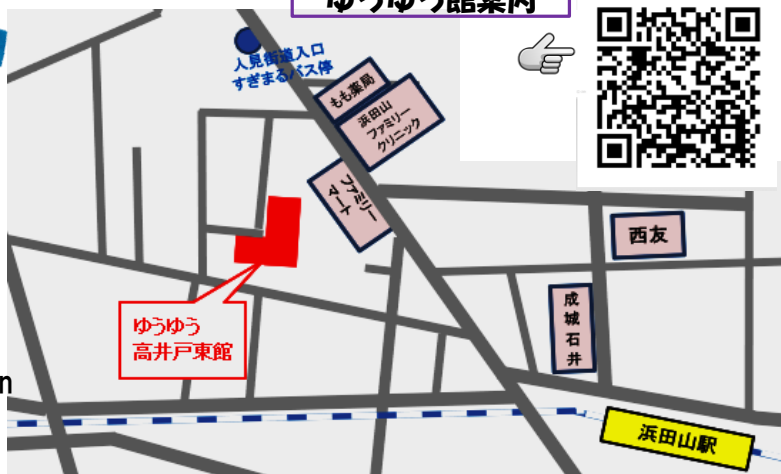 ゆうゆう館案内
人見街道入口
すぎまるバス停
もも薬局
浜田山
ファミリー
クリニック
ファミリー
マート
西友
成城石井
ゆうゆう
高井戸東館
n
浜田山駅